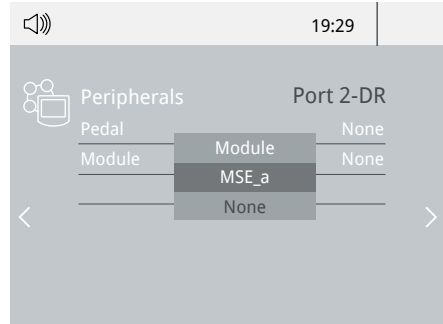 19:29
Peripherals Port 2-DR
Pedal None
Module None
Module
MSE_a
None